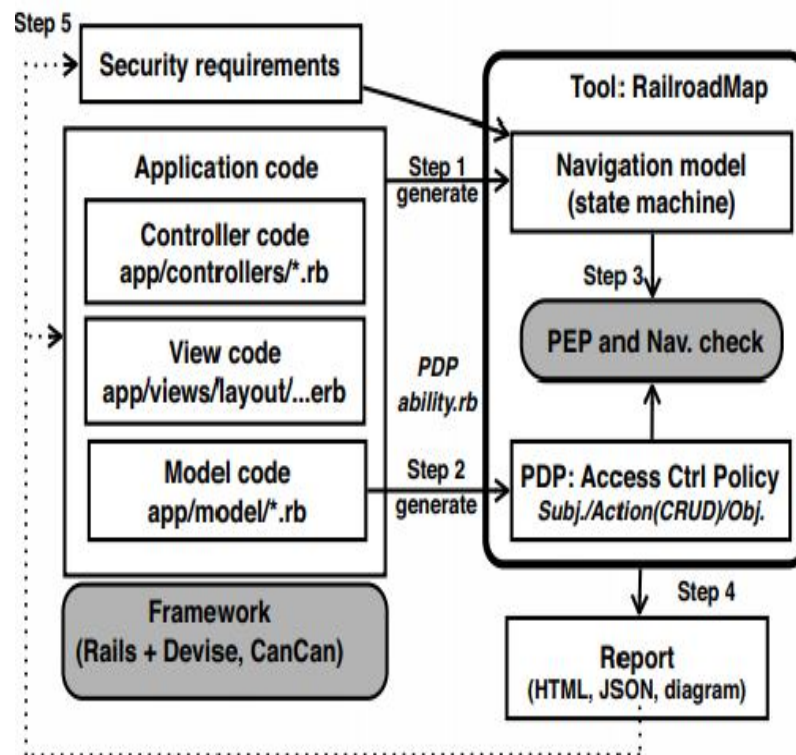 Step 5
Security requirements
Tool: RailroadMap
Application code
Step 1
generate
Navigation model
(state machine)
Controller code
app/controllers/*.rb
Step 3
PEP and Nav. check
View code
app/views/layout/...erb
PDP
ability.rb
Model code
app/model/*.rb
Step 2
generate
PDP: Access Ctrl Policy
Subj./Action(CRUD)/Obj.
Framework
(Rails + Devise, CanCan)
Step 4
Report
(HTML, JSON, diagram)